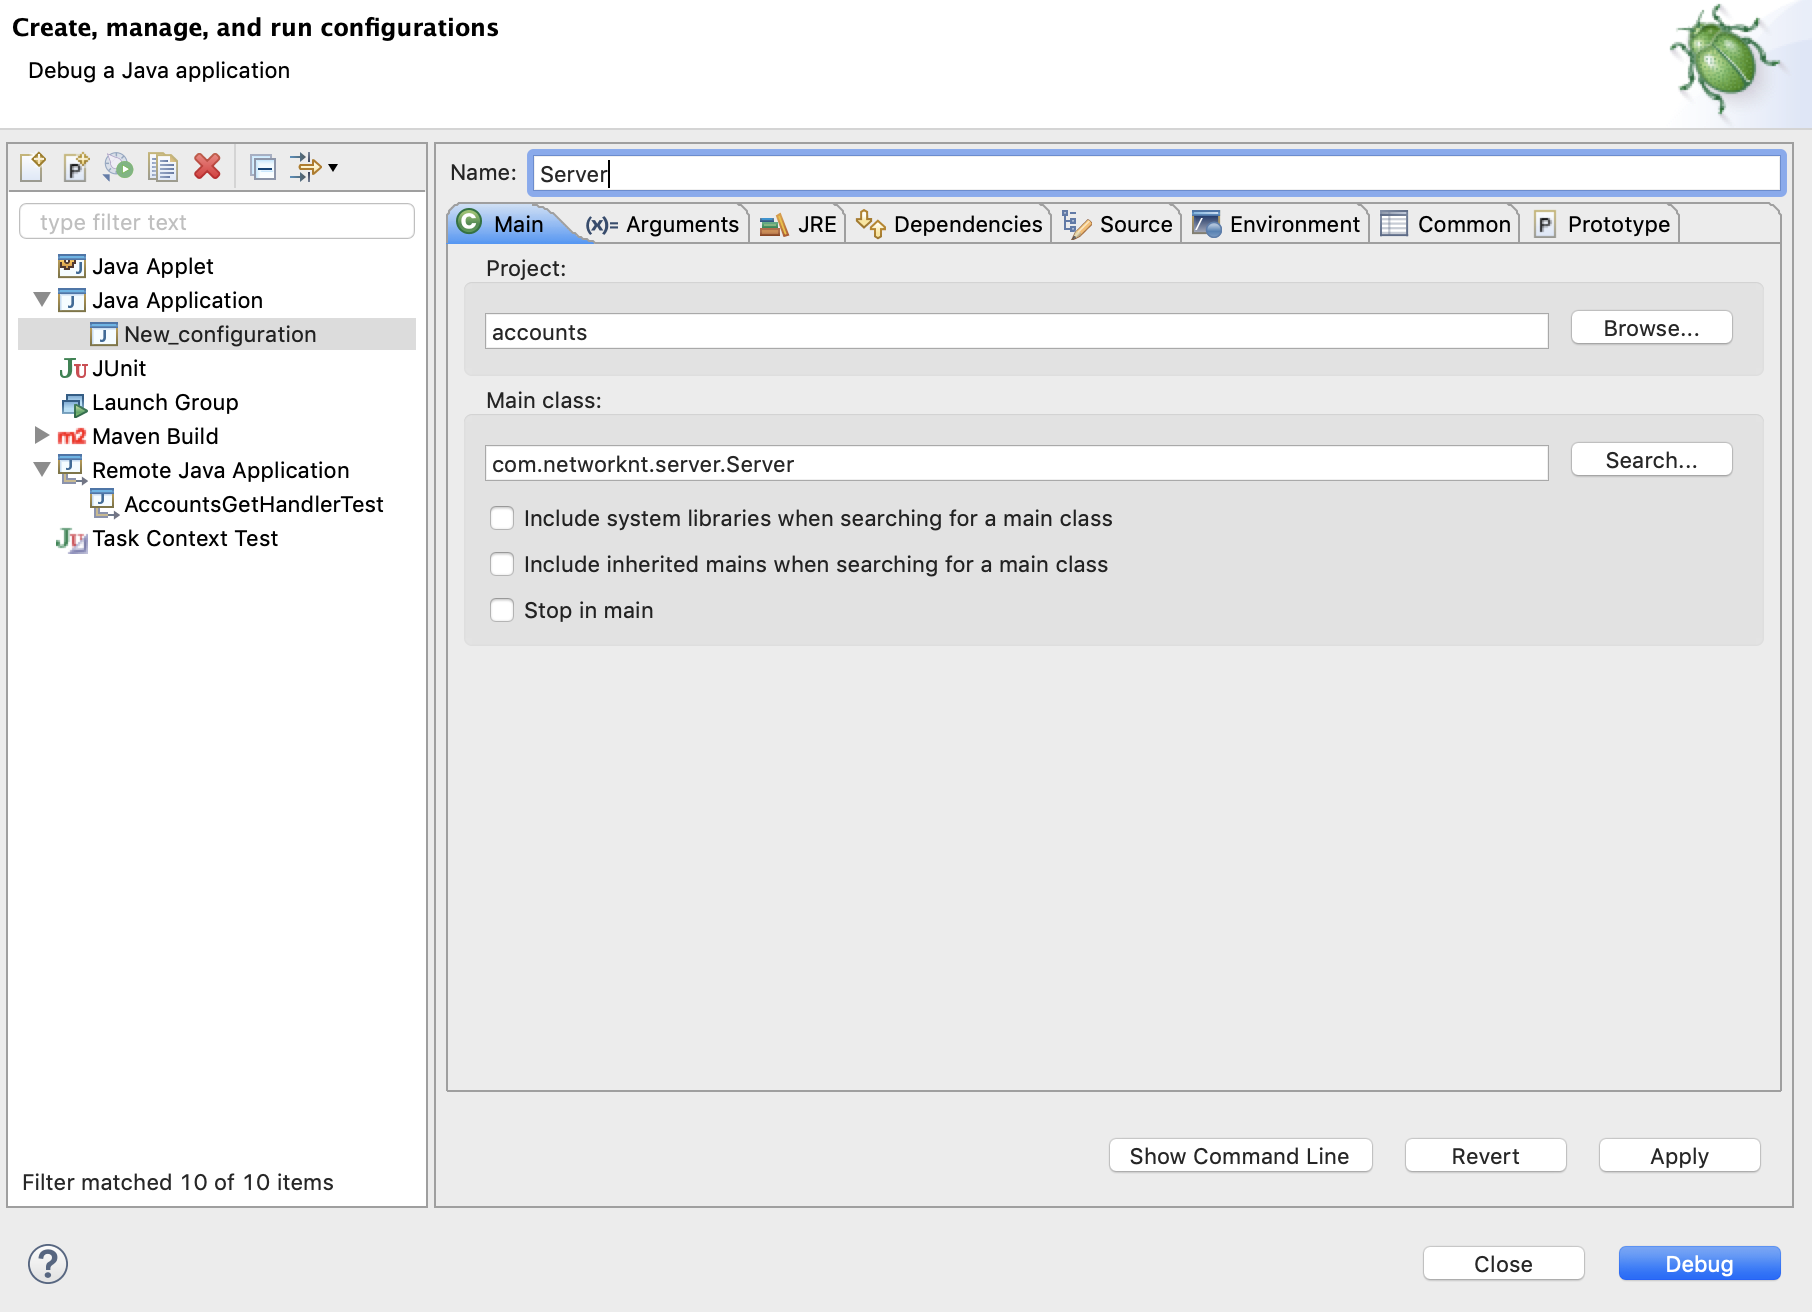 Create, manage, and run configurations
Debug a Java application
type filter text
Java Applet
Java Application
New_configuration
JUnit
Launch Group
Maven Build
Remote Java Application
AccountsGetHandlerTest
Task Context Test
Filter matched 10 of 10 items
Name: Server
Main (x)= Arguments JRE Dependencies Source Environment Common Prototype
Project:
accounts Browse...
Main class:
com.networknt.server.Server Search...
Include system libraries when searching for a main class
Include inherited mains when searching for a main class
Stop in main
Show Command Line Revert Apply
? Close Debug